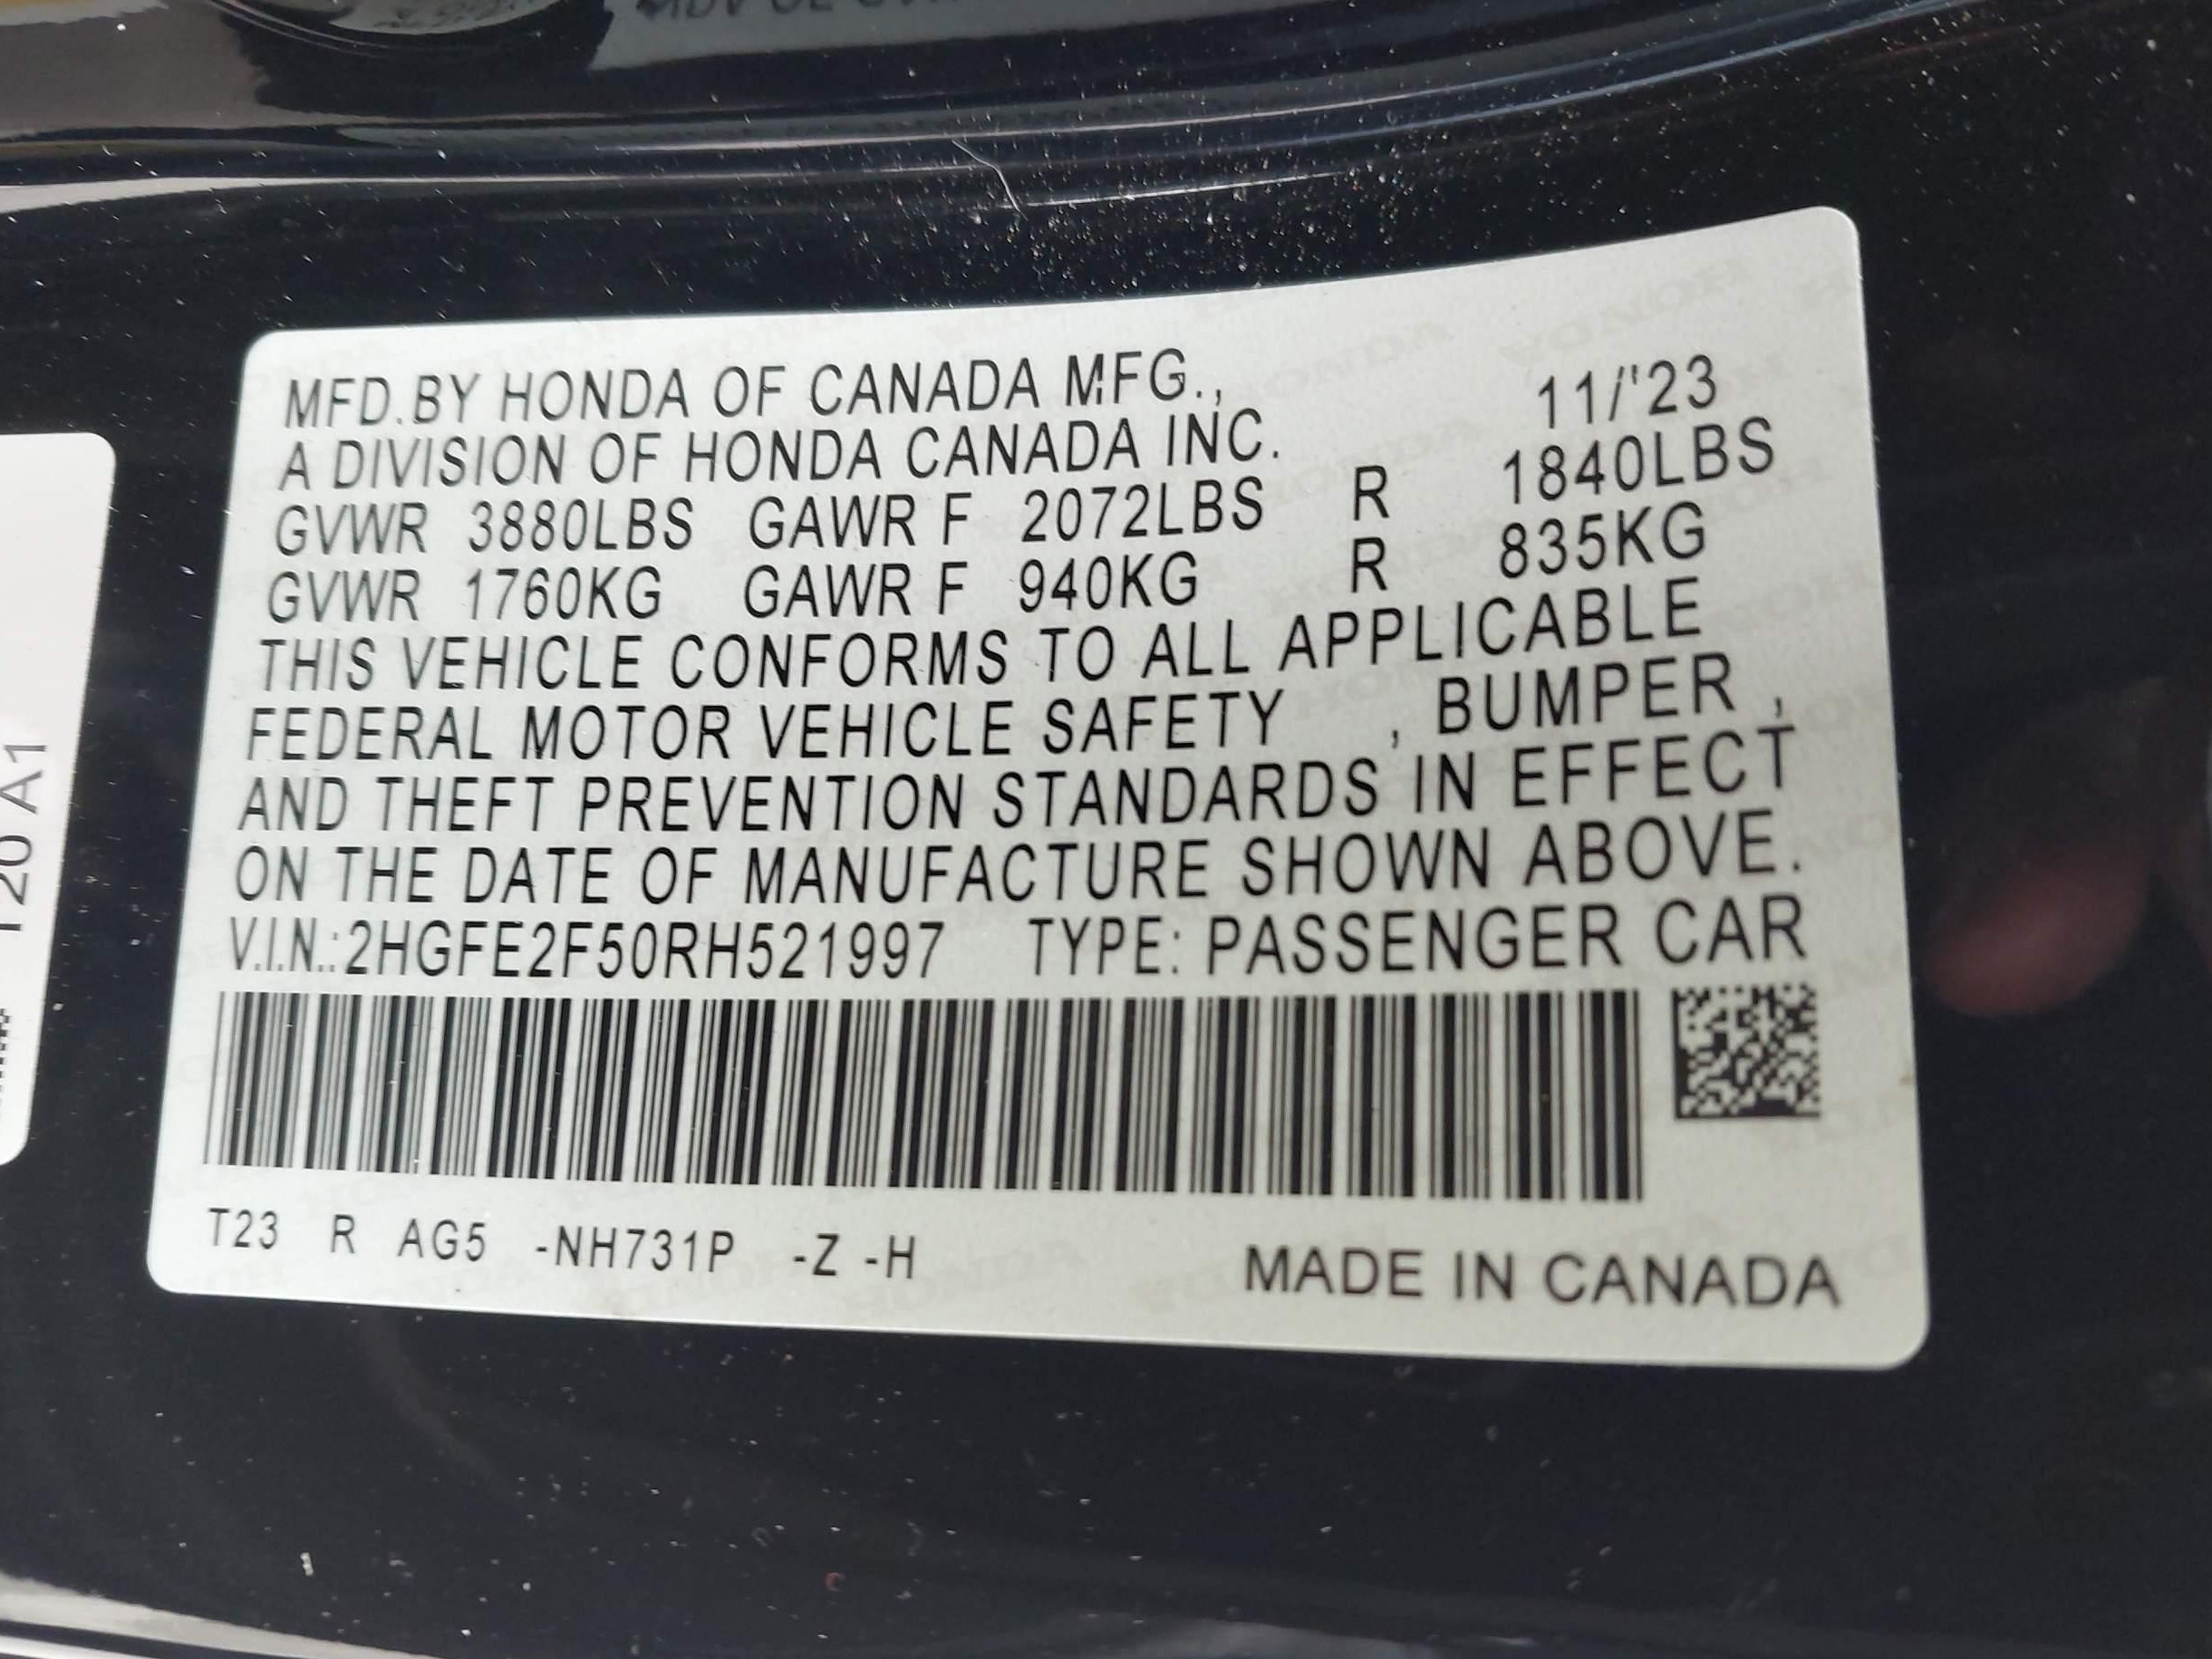 MFD.BY HONDA OF CANADA MFG., 11/'23
A DIVISION OF HONDA CANADA INC.
GVWR 3880LBS GAWR F 2072LBS R 1840LBS
GVWR 1760KG GAWR F 940KG R 835KG
THIS VEHICLE CONFORMS TO ALL APPLICABLE
FEDERAL MOTOR VEHICLE SAFETY , BUMPER ,
AND THEFT PREVENTION STANDARDS IN EFFECT
ON THE DATE OF MANUFACTURE SHOWN ABOVE.
V.I.N.:2HGFE2F50RH521997 TYPE: PASSENGER CAR
T23 R AG5 -NH731P -Z -H
MADE IN CANADA
T20 A1